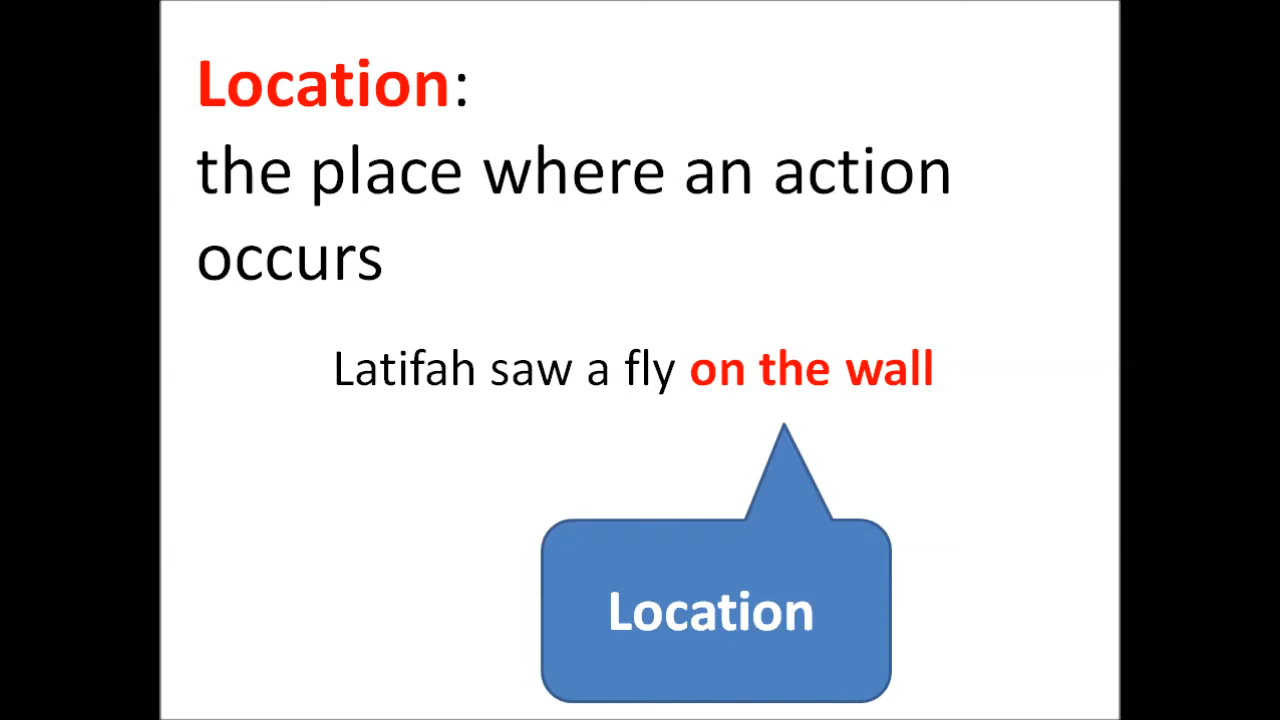 Location:
the place where an action
occurs
Latifah saw a fly on the wall
Location